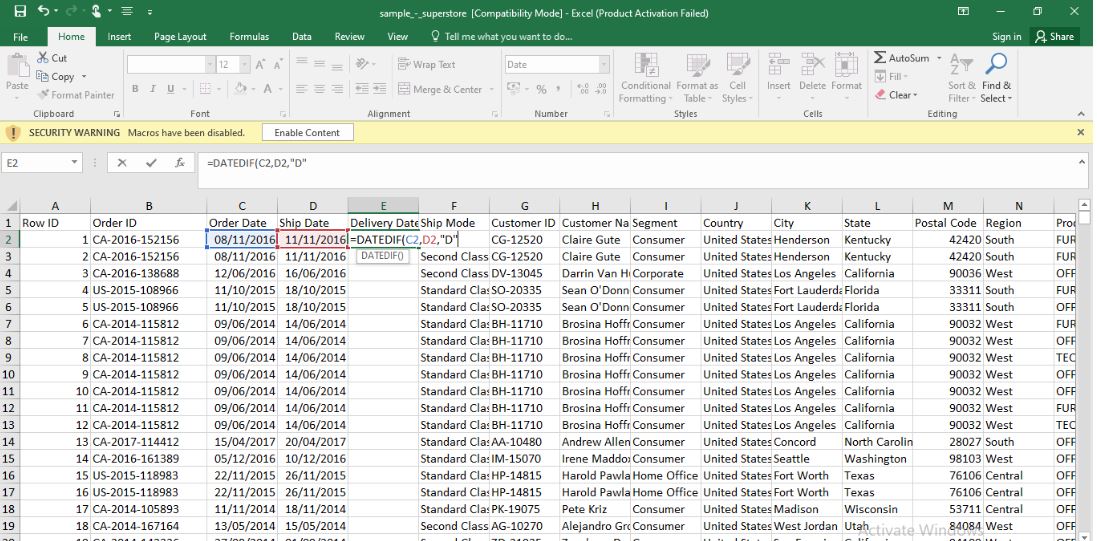 sample_-_superstore [Compatibility Mode] - Excel (Product Activation Failed)
File Home Insert Page Layout Formulas Data Review View Tell me what you want to do... Sign in Share
Cut
Copy
Format Painter
Paste
Clipboard
12
B I U
Font
Wrap Text
Merge & Center
Alignment
Date
%
Number
Conditional Formatting
Format as Table
Cell Styles
Styles
Insert Delete Format
Cells
AutoSum
Fill
Clear
Sort & Filter
Find & Select
Editing
SECURITY WARNING Macros have been disabled. Enable Content
E2 fx =DATEDIF(C2,D2,"D"
A B C D E F G H I J K L M N
1 Row ID Order ID Order Date Ship Date Delivery Date Ship Mode Customer ID Customer Na Segment Country City State Postal Code Region
2 1 CA-2016-152156 08/11/2016 11/11/2016 =DATEDIF(C2,D2,"D" CG-12520 Claire Gute Consumer United States Henderson Kentucky 42420 South FUR
DATEDIF()
3 2 CA-2016-152156 08/11/2016 11/11/2016 Second Class CG-12520 Claire Gute Consumer United States Henderson Kentucky 42420 South FUR
4 3 CA-2016-138688 12/06/2016 16/06/2016 Second Class DV-13045 Darrin Van H Corporate United States Los Angeles California 90036 West OFF
5 4 US-2015-108966 11/10/2015 18/10/2015 Standard Clas SO-20335 Sean O'Donn Consumer United States Fort Lauderda Florida 33311 South FUR
6 5 US-2015-108966 11/10/2015 18/10/2015 Standard Clas SO-20335 Sean O'Donn Consumer United States Fort Lauderda Florida 33311 South OFF
7 6 CA-2014-115812 09/06/2014 14/06/2014 Standard Clas BH-11710 Brosina Hoff Consumer United States Los Angeles California 90032 West FUR
8 7 CA-2014-115812 09/06/2014 14/06/2014 Standard Clas BH-11710 Brosina Hoff Consumer United States Los Angeles California 90032 West OFF
9 8 CA-2014-115812 09/06/2014 14/06/2014 Standard Clas BH-11710 Brosina Hoff Consumer United States Los Angeles California 90032 West TEC
10 9 CA-2014-115812 09/06/2014 14/06/2014 Standard Clas BH-11710 Brosina Hoff Consumer United States Los Angeles California 90032 West OFF
11 10 CA-2014-115812 09/06/2014 14/06/2014 Standard Clas BH-11710 Brosina Hoff Consumer United States Los Angeles California 90032 West OFF
12 11 CA-2014-115812 09/06/2014 14/06/2014 Standard Clas BH-11710 Brosina Hoff Consumer United States Los Angeles California 90032 West FUR
13 12 CA-2014-115812 09/06/2014 14/06/2014 Standard Clas BH-11710 Brosina Hoff Consumer United States Los Angeles California 90032 West TEC
14 13 CA-2017-114412 15/04/2017 20/04/2017 Standard Clas AA-10480 Andrew Allen Consumer United States Concord North Carolin 28027 South OFF
15 14 CA-2016-161389 05/12/2016 10/12/2016 Standard Clas IM-15070 Irene Maddox Consumer United States Seattle Washington 98103 West OFF
16 15 US-2015-118983 22/11/2015 26/11/2015 Standard Clas HP-14815 Harold Pawla Home Office United States Fort Worth Texas 76106 Central OFF
17 16 US-2015-118983 22/11/2015 26/11/2015 Standard Clas HP-14815 Harold Pawla Home Office United States Fort Worth Texas 76106 Central OFF
18 17 CA-2014-105893 11/11/2014 18/11/2014 Standard Clas PK-19075 Pete Kriz Consumer United States Madison Wisconsin 53711 Central OFF
19 18 CA-2014-167164 13/05/2014 15/05/2014 Second Class AG-10270 Alejandro Gro Consumer United States West Jordan Utah 84084 West OFF
Activate Windows